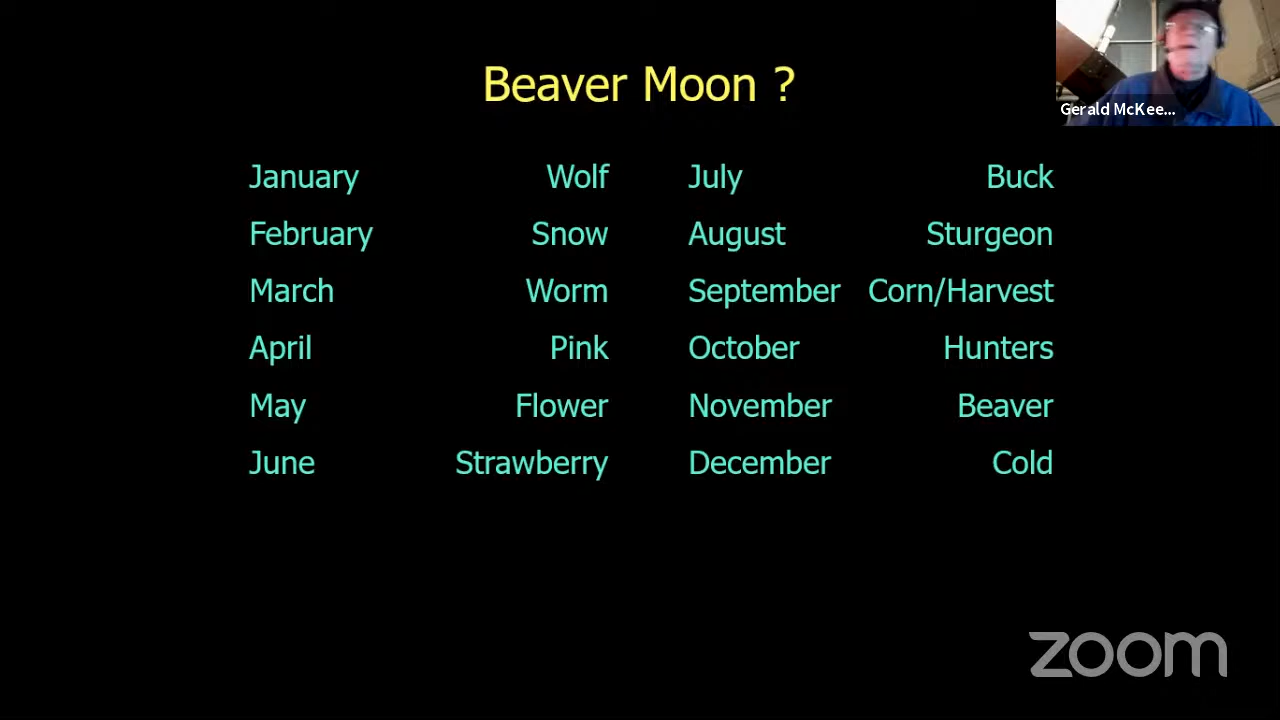 Beaver Moon ?
Gerald McKee...
January Wolf July Buck
February Snow August Sturgeon
March Worm September Corn/Harvest
April Pink October Hunters
May Flower November Beaver
June Strawberry December Cold
zoom